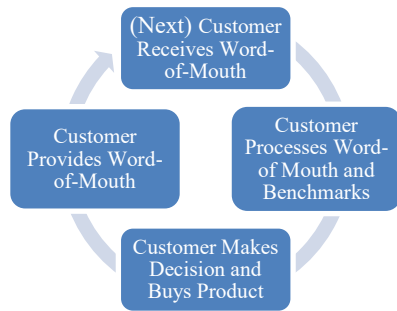 (Next) Customer
Receives Word-
of-Mouth
Customer
Processes Word-
of Mouth and
Benchmarks
Customer Makes
Decision and
Buys Product
Customer
Provides Word-
of-Mouth